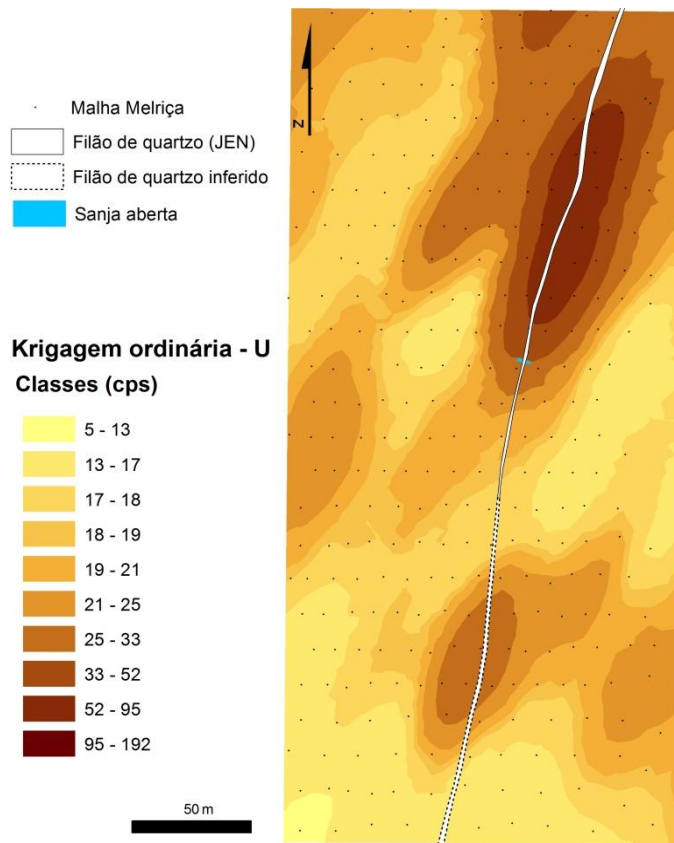 Malha Melriça
Filão de quartzo (JEN)
Filão de quartzo inferido
Sanja aberta
Krigagem ordinária - U
Classes (cps)
5 - 13
13 - 17
17 - 18
18 - 19
19 - 21
21 - 25
25 - 33
33 - 52
52 - 95
95 - 192
50 m
N